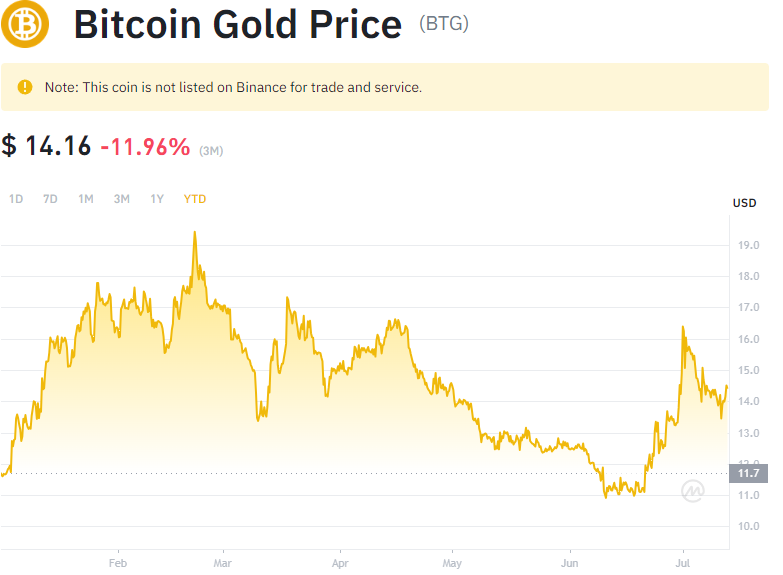 Bitcoin Gold Price (BTG)
Note: This coin is not listed on Binance for trade and service.
$ 14.16 -11.96% (3M)
1D 7D 1M 3M 1Y YTD
USD
19.0
18.0
17.0
16.0
15.0
14.0
13.0
12.0
11.7
11.0
10.0
Feb Mar Apr May Jun Jul